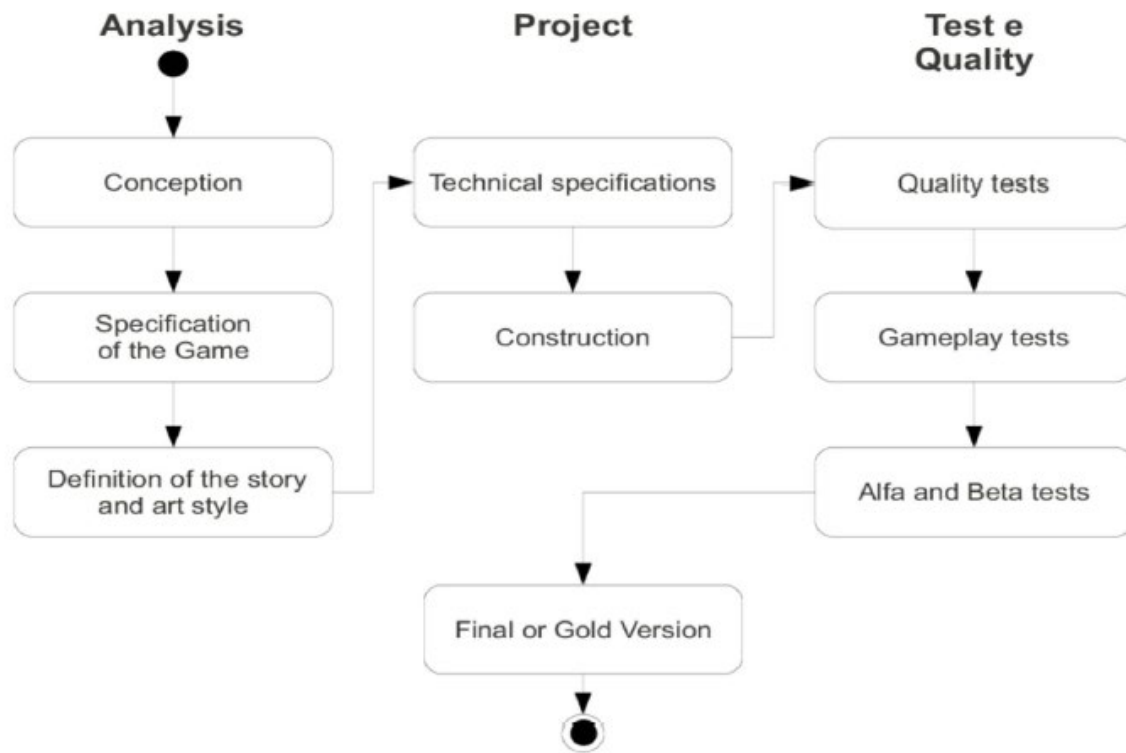 Analysis
Project
Test e
Quality
Conception
Technical specifications
Quality tests
Specification
of the Game
Construction
Gameplay tests
Definition of the story
and art style
Alfa and Beta tests
Final or Gold Version